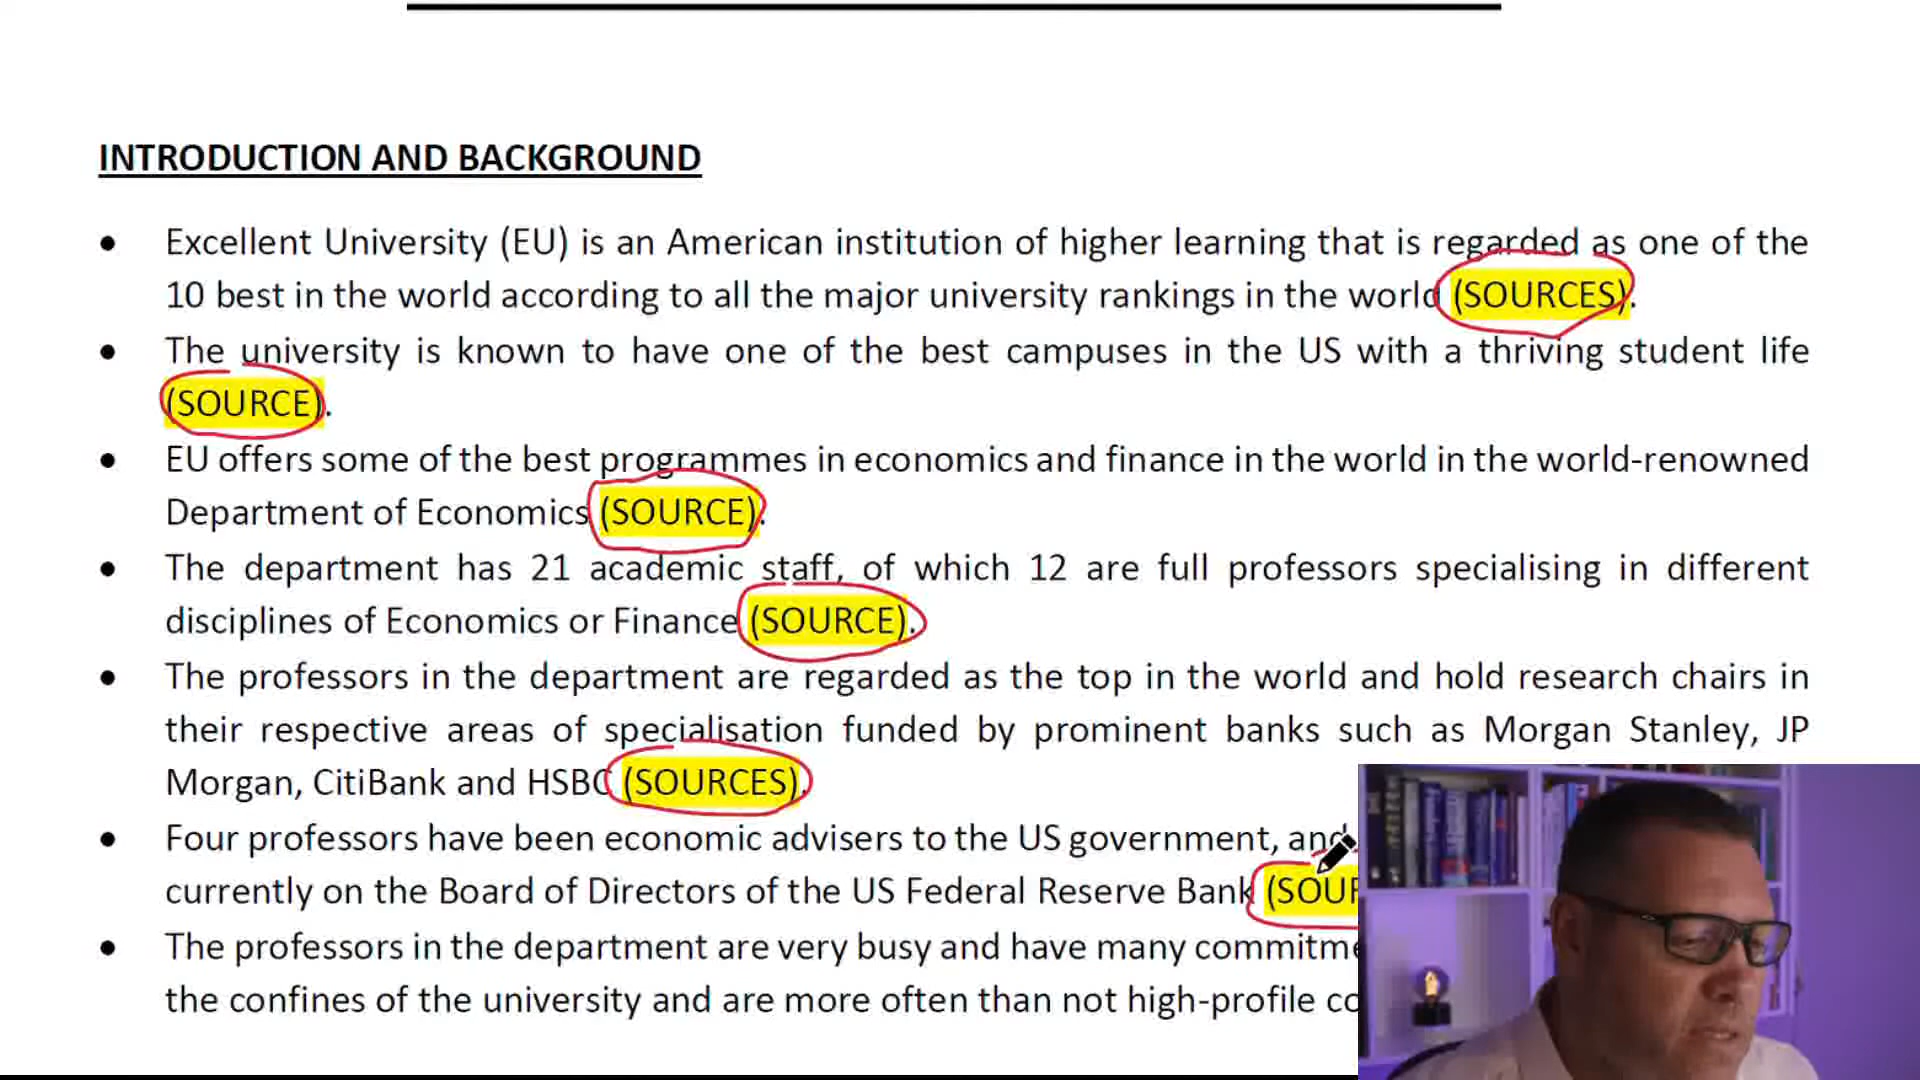 INTRODUCTION AND BACKGROUND
● Excellent University (EU) is an American institution of higher learning that is regarded as one of the
10 best in the world according to all the major university rankings in the world (SOURCES).
● The university is known to have one of the best campuses in the US with a thriving student life
(SOURCE).
● EU offers some of the best programmes in economics and finance in the world in the world-renowned
Department of Economics (SOURCE).
● The department has 21 academic staff, of which 12 are full professors specialising in different
disciplines of Economics or Finance (SOURCE).
● The professors in the department are regarded as the top in the world and hold research chairs in
their respective areas of specialisation funded by prominent banks such as Morgan Stanley, JP
Morgan, CitiBank and HSBC (SOURCES).
● Four professors have been economic advisers to the US government, and
currently on the Board of Directors of the US Federal Reserve Bank (SOUR
● The professors in the department are very busy and have many commitme
the confines of the university and are more often than not high-profile co